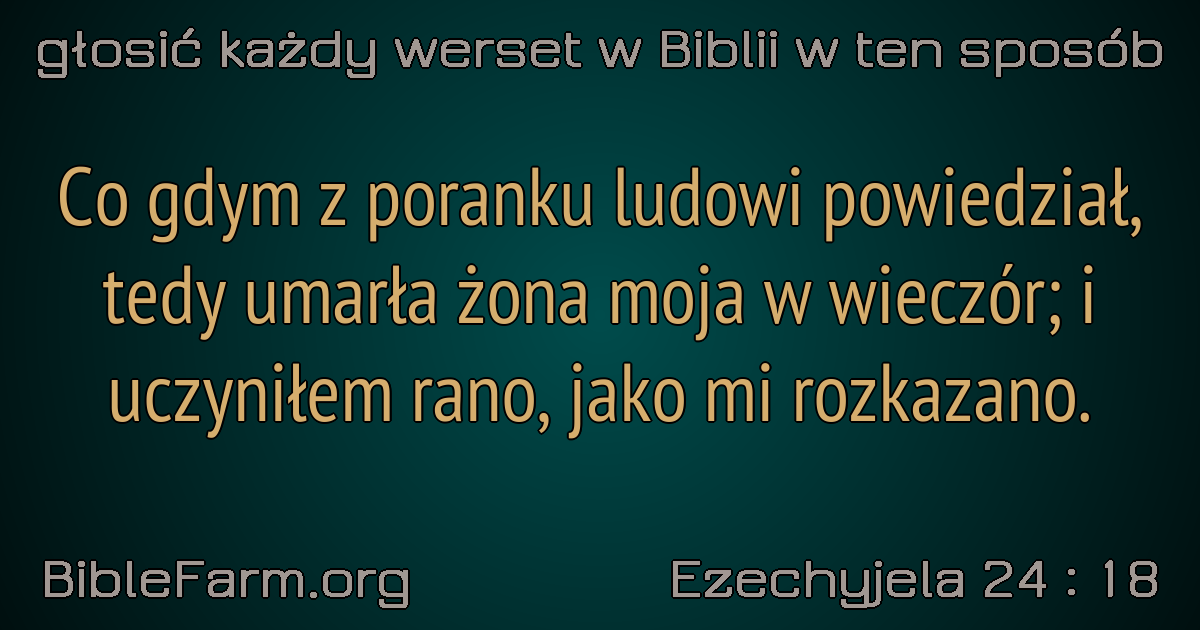 głosić każdy werset w Biblii w ten sposób
Co gdym z poranku ludowi powiedział,
tedy umarła żona moja w wieczór; i
uczyniłem rano, jako mi rozkazano.
BibleFarm.org
Ezechyjela 24 : 18